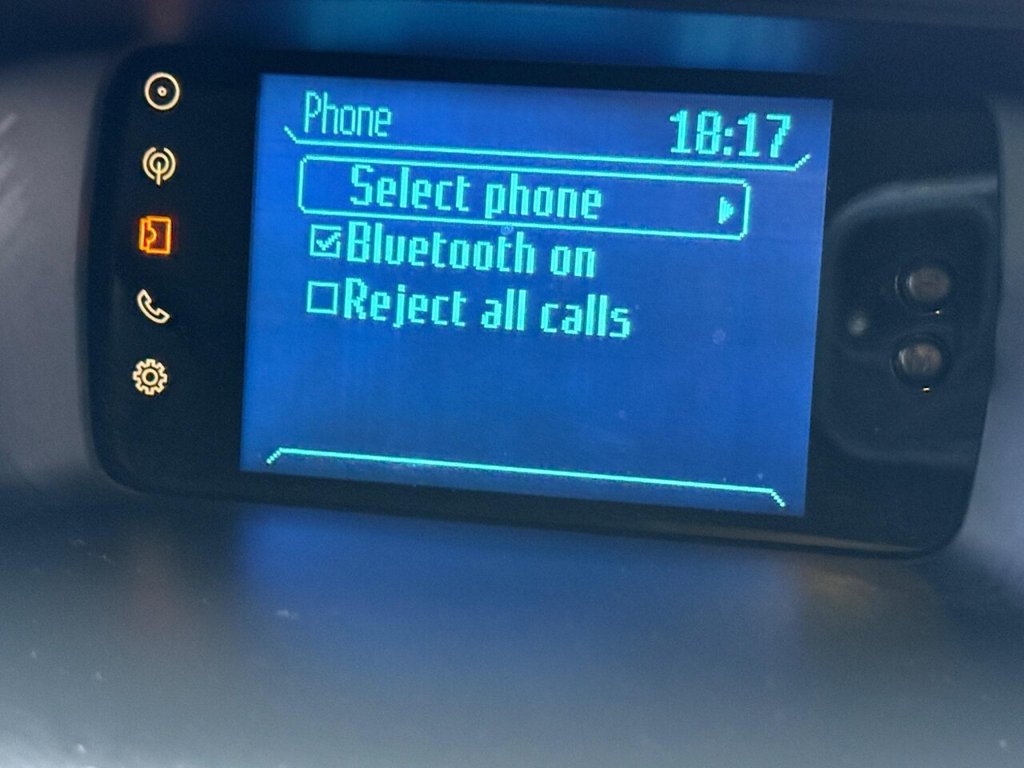 Phone 18:17
Select phone
Bluetooth on
Reject all calls